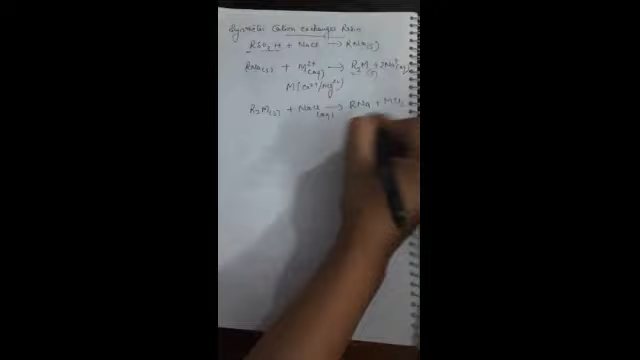 Synthetic Cation exchanges Resin
RSO3H + NaCl → RNa(s)
RNa(s) + M2+(aq) → R2M(s) + 2Na+(aq)
M(Ca2+/Mg2+)
R2M(s) + NaCl(aq) → RNa + MCl2